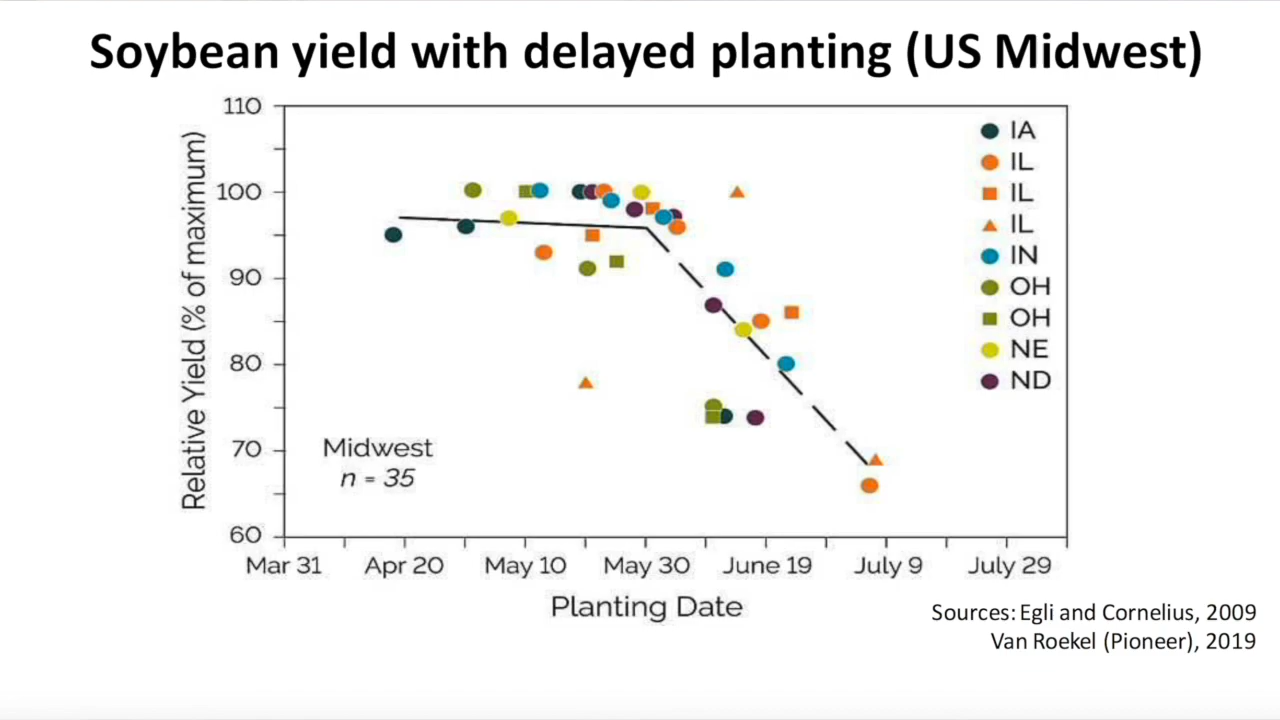 Soybean yield with delayed planting (US Midwest)
Relative Yield (% of maximum)
110
100
90
80
70
60
IA
IL
IL
IL
IN
OH
OH
NE
ND
Midwest
n = 35
Mar 31
Apr 20
May 10
May 30
June 19
July 9
July 29
Planting Date
Sources: Egli and Cornelius, 2009
Van Roekel (Pioneer), 2019